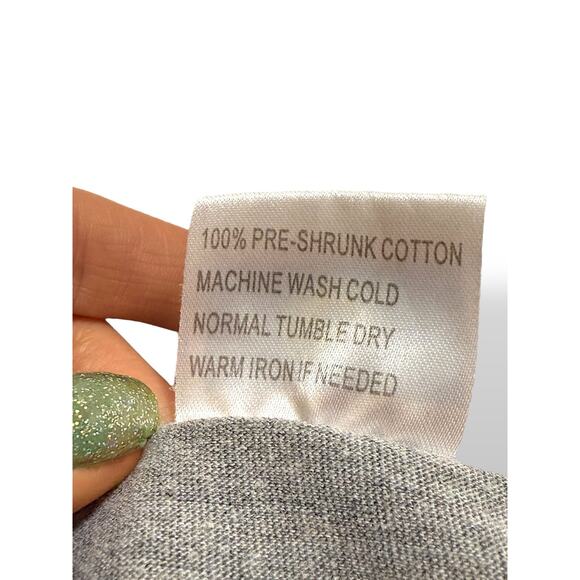 100% PRE-SHRUNK COTTON
MACHINE WASH COLD
NORMAL TUMBLE DRY
WARM IRON IF NEEDED